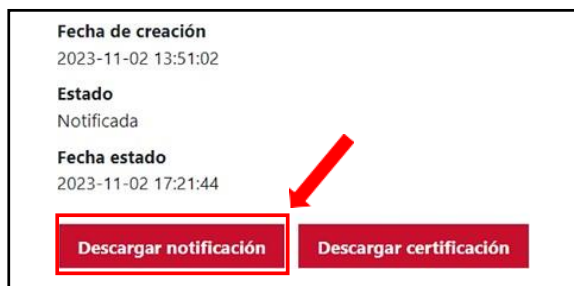 Fecha de creación
2023-11-02 13:51:02
Estado
Notificada
Fecha estado
2023-11-02 17:21:44
Descargar notificación Descargar certificación